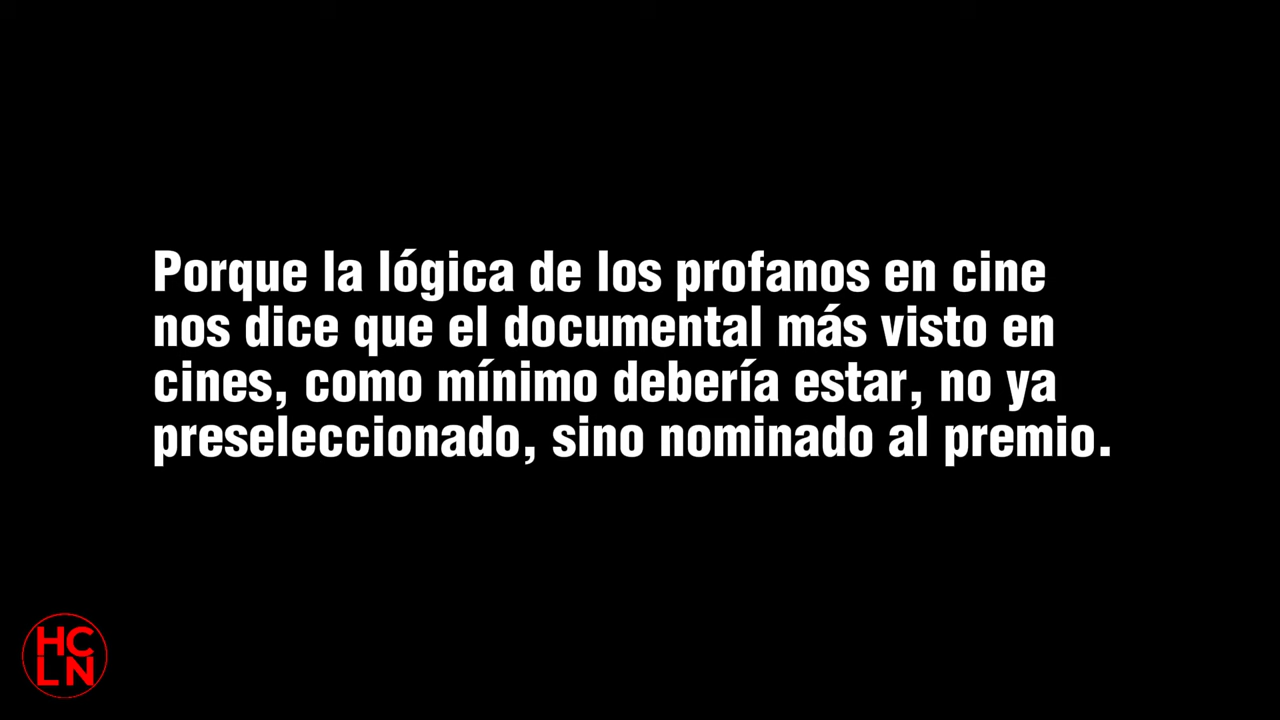 Porque la lógica de los profanos en cine
nos dice que el documental más visto en
cines, como mínimo debería estar, no ya
preseleccionado, sino nominado al premio.
HC
LN